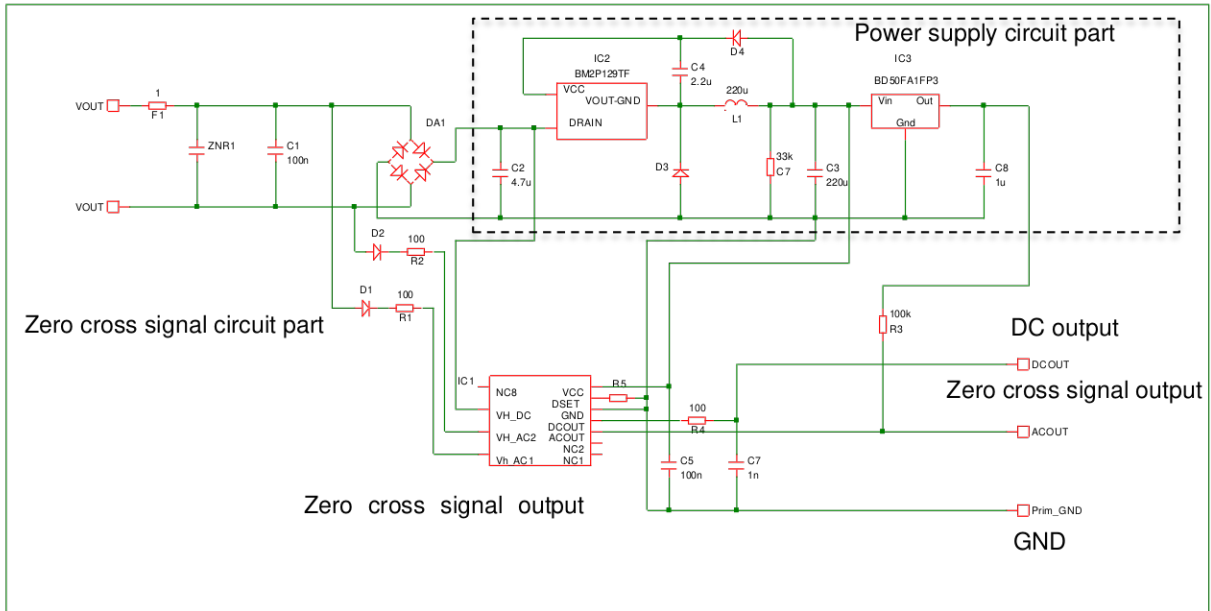 Power supply circuit part
D4
IC2
BM2P129TF
C4
2.2u
IC3
BD50FA1FP3
VCC
VOUT-GND
DRAIN
220u
L1
Vin
Out
Gnd
VOUT
1
F1
ZNR1
C1
100n
DA1
C2
4.7u
D3
33k
C7
C3
220u
C8
1u
VOUT
D2
100
R2
D1
100
R1
Zero cross signal circuit part
100k
R3
DC output
DCOUT
Zero cross signal output
ACOUT
IC1
NC8
VH_DC
VH_AC2
Vh_AC1
VCC
DSET
GND
DCOUT
ACOUT
NC2
NC1
R5
100
R4
C5
100n
C7
1n
Zero cross signal output
Prim_GND
GND